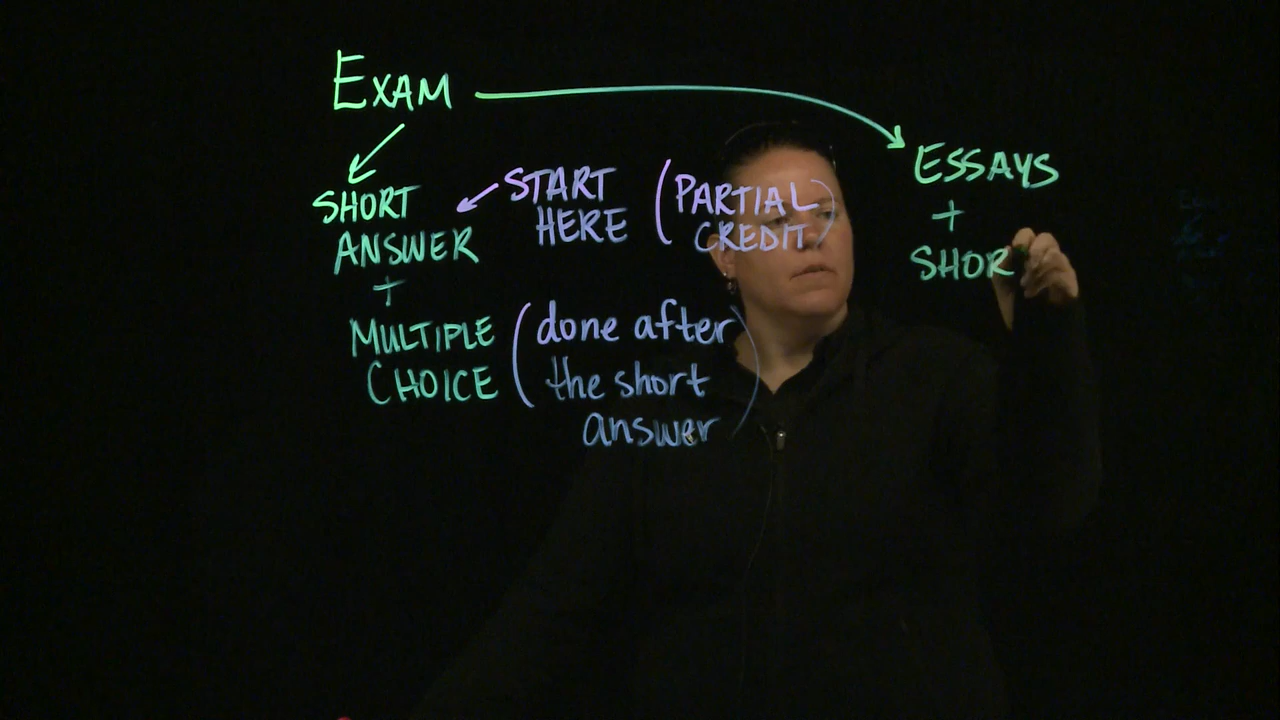 EXAM
SHORT
ANSWER
+
MULTIPLE
CHOICE
START
HERE
(PARTIAL
CREDIT)
(done after
the short
answer)
ESSAYS
+
SHOR